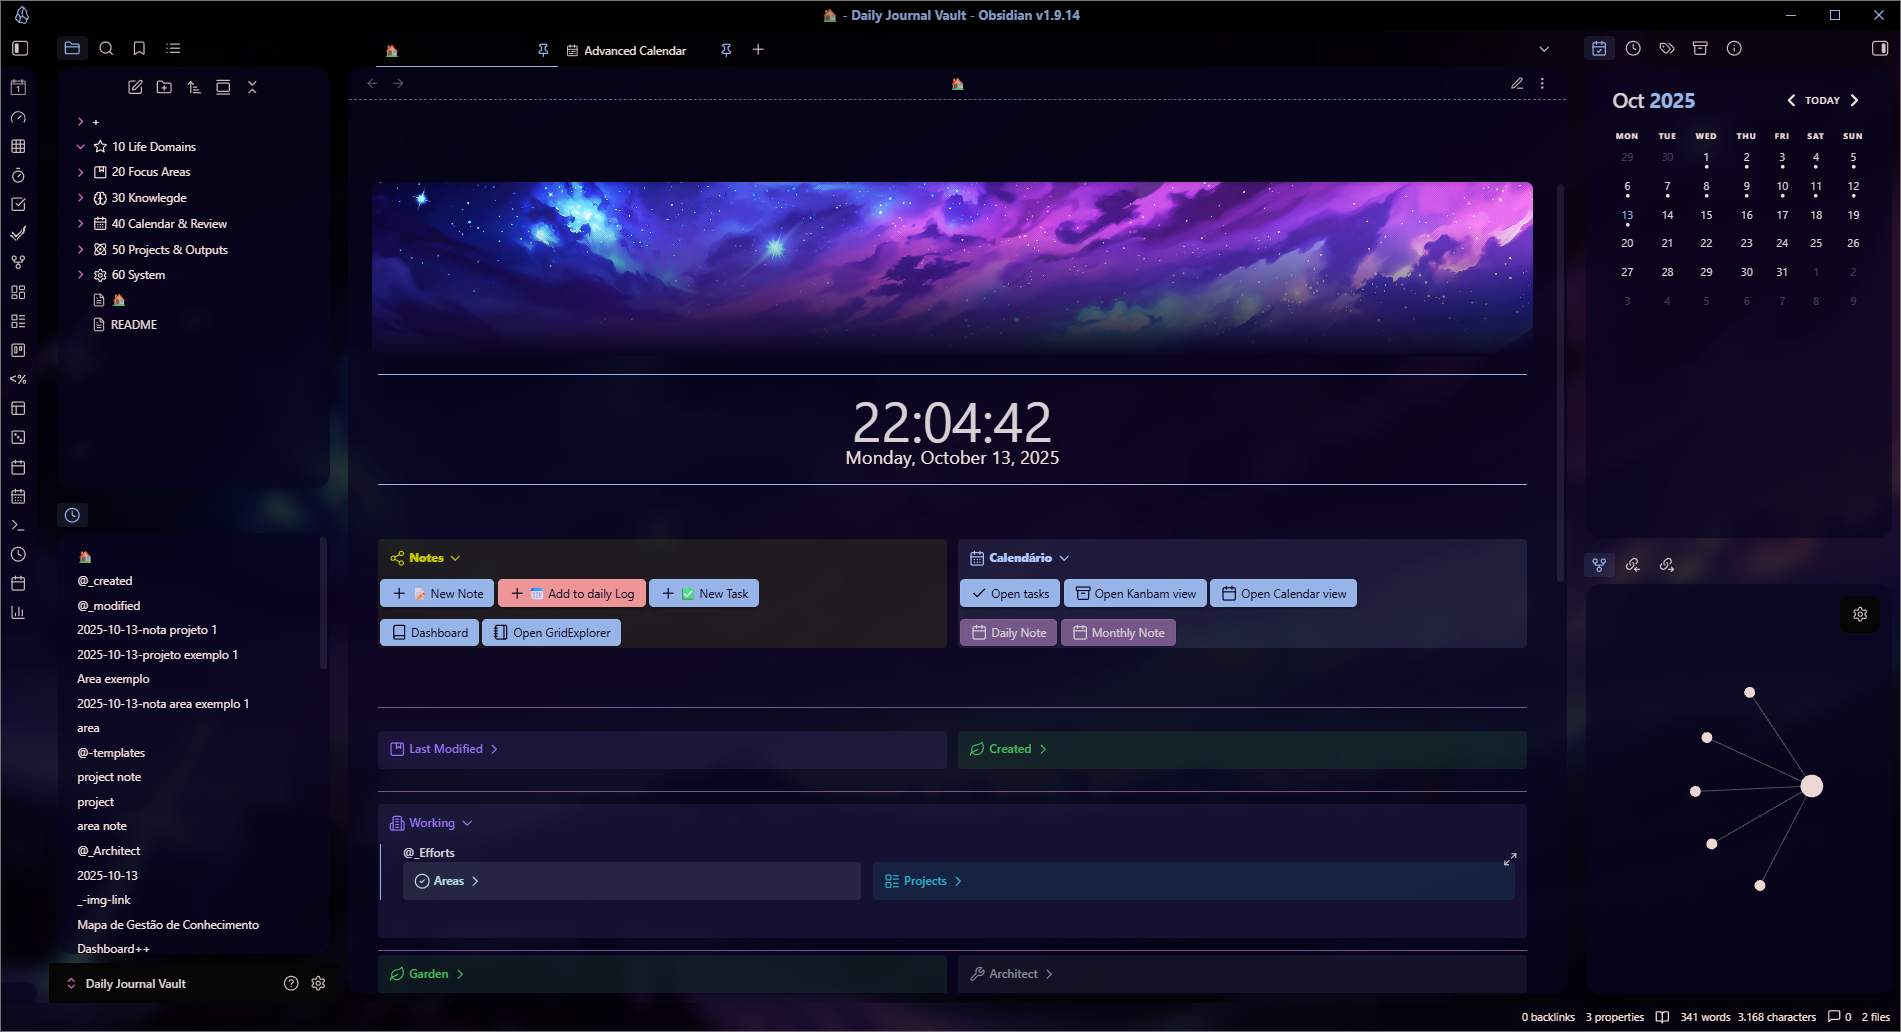 🏠 - Daily Journal Vault - Obsidian v1.9.14
🏠
Advanced Calendar
🏠
+
10 Life Domains
20 Focus Areas
30 Knowlegde
40 Calendar & Review
50 Projects & Outputs
60 System
🏠
README
🏠
@_created
@_modified
2025-10-13-nota projeto 1
2025-10-13-projeto exemplo 1
Area exemplo
2025-10-13-nota area exemplo 1
area
@-templates
project note
project
area note
@_Architect
2025-10-13
_-img-link
Mapa de Gestão de Conhecimento
Dashboard++
Daily Journal Vault
22:04:42
Monday, October 13, 2025
Notes
+ 📝 New Note
+ 📅 Add to daily Log
+ ✅ New Task
Dashboard
Open GridExplorer
Calendário
Open tasks
Open Kanbam view
Open Calendar view
Daily Note
Monthly Note
Last Modified
Created
Working
@_Efforts
Areas
Projects
Garden
Architect
Oct 2025
TODAY
MON TUE WED THU FRI SAT SUN
29 30 1 2 3 4 5
6 7 8 9 10 11 12
13 14 15 16 17 18 19
20 21 22 23 24 25 26
27 28 29 30 31 1 2
3 4 5 6 7 8 9
0 backlinks 3 properties 341 words 3.168 characters 0 2 files